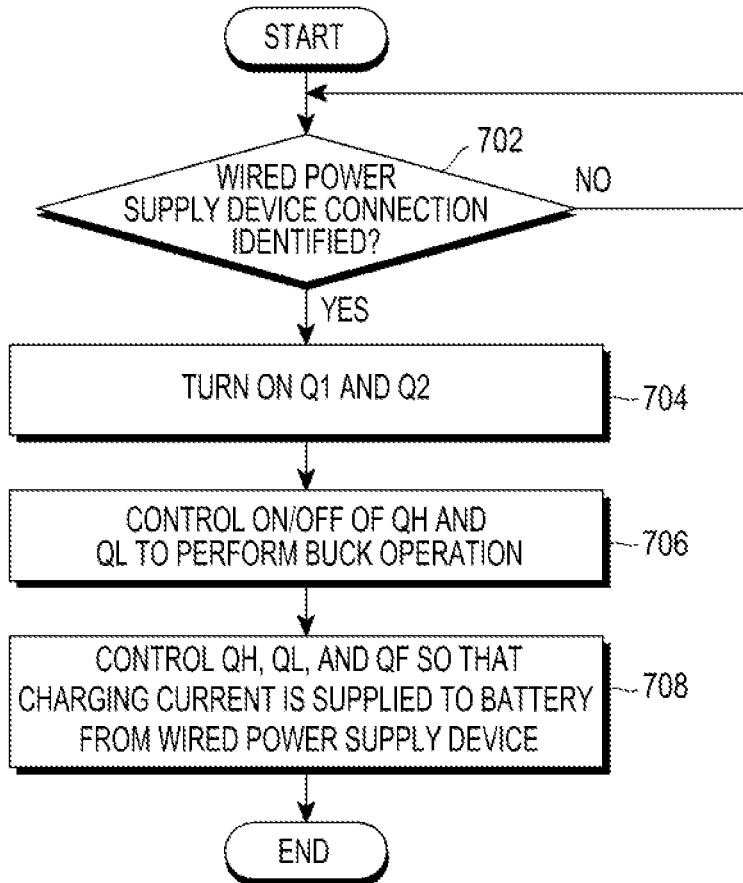 START
702
WIRED POWER
SUPPLY DEVICE CONNECTION
IDENTIFIED?
NO
YES
TURN ON Q1 AND Q2
704
CONTROL ON/OFF OF QH AND
QL TO PERFORM BUCK OPERATION
706
CONTROL QH, QL, AND QF SO THAT
CHARGING CURRENT IS SUPPLIED TO BATTERY
FROM WIRED POWER SUPPLY DEVICE
708
END